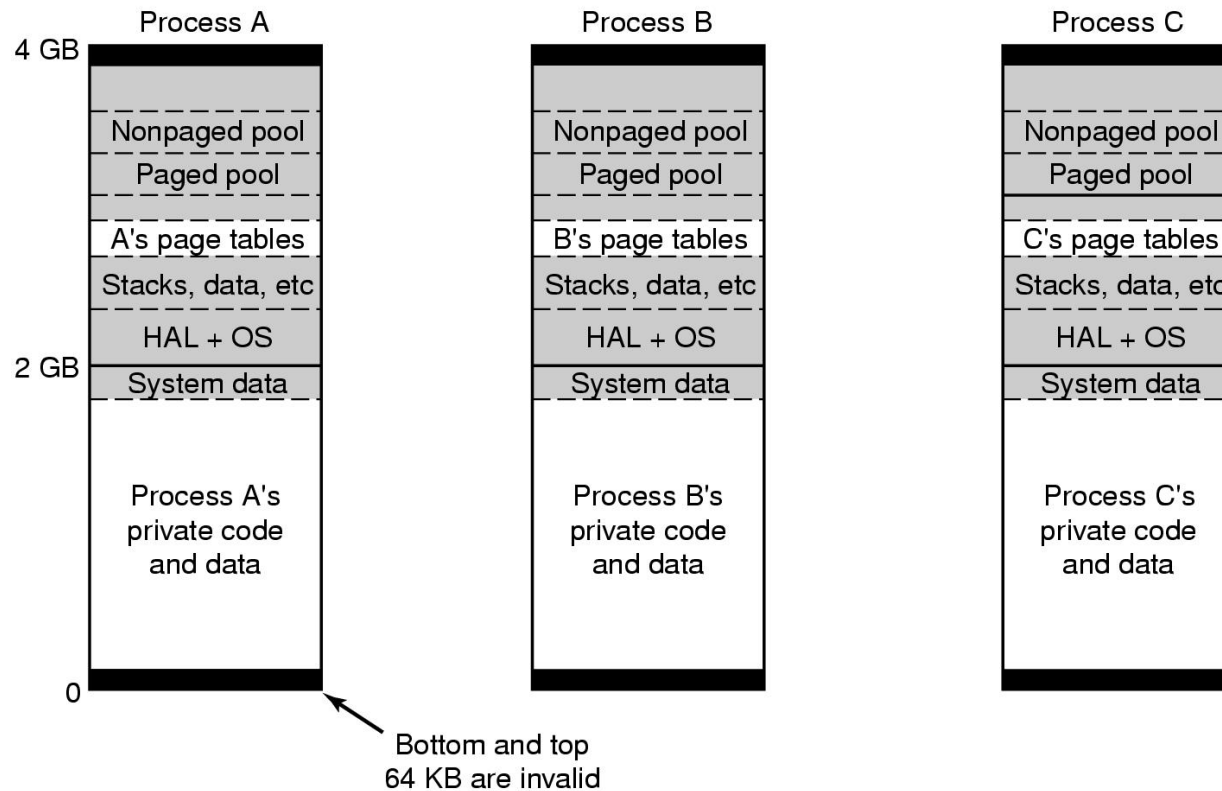 Process A
Process B
Process C
4 GB
Nonpaged pool
Nonpaged pool
Nonpaged pool
Paged pool
Paged pool
Paged pool
A's page tables
B's page tables
C's page tables
Stacks, data, etc
Stacks, data, etc
Stacks, data, etc
HAL + OS
HAL + OS
HAL + OS
2 GB
System data
System data
System data
Process A's
private code
and data
Process B's
private code
and data
Process C's
private code
and data
0
Bottom and top
64 KB are invalid